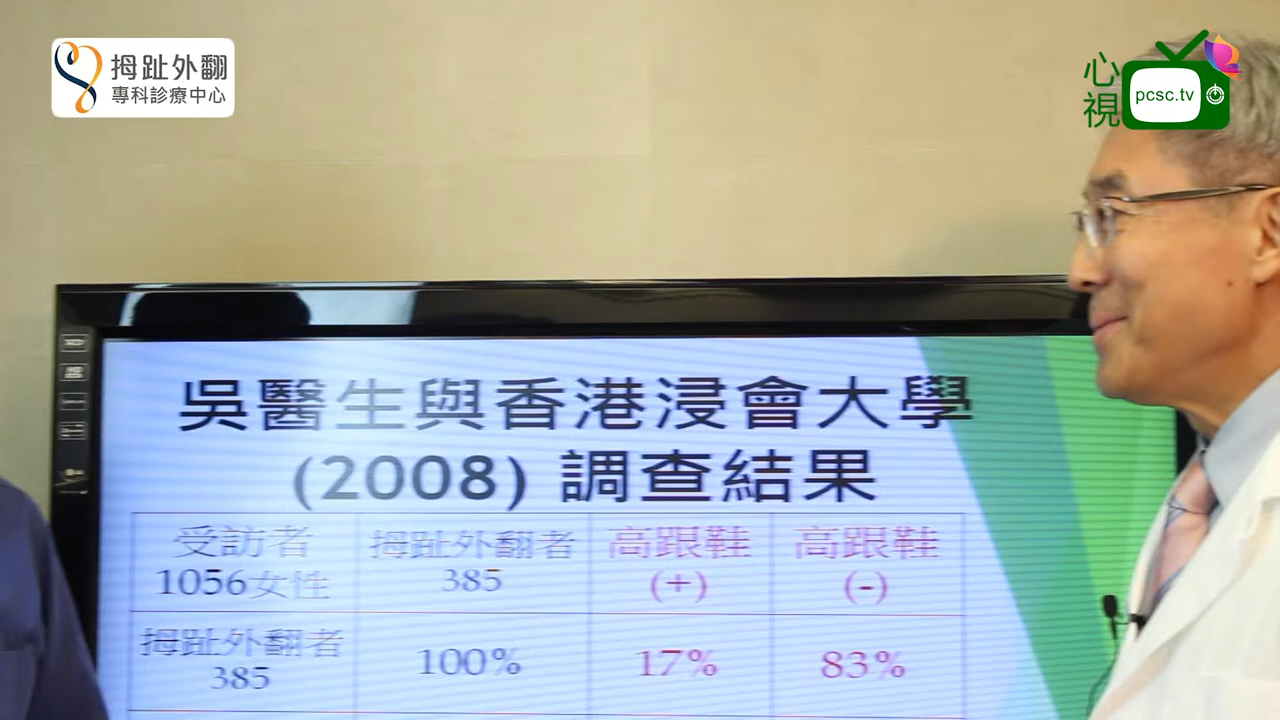 拇趾外翻
專科診療中心
心視
pcsc.tv
吳醫生與香港浸會大學
(2008) 調查結果
受訪者
1056女性
拇趾外翻者
385
高跟鞋
(+)
高跟鞋
(-)
拇趾外翻者
385
100%
17%
83%